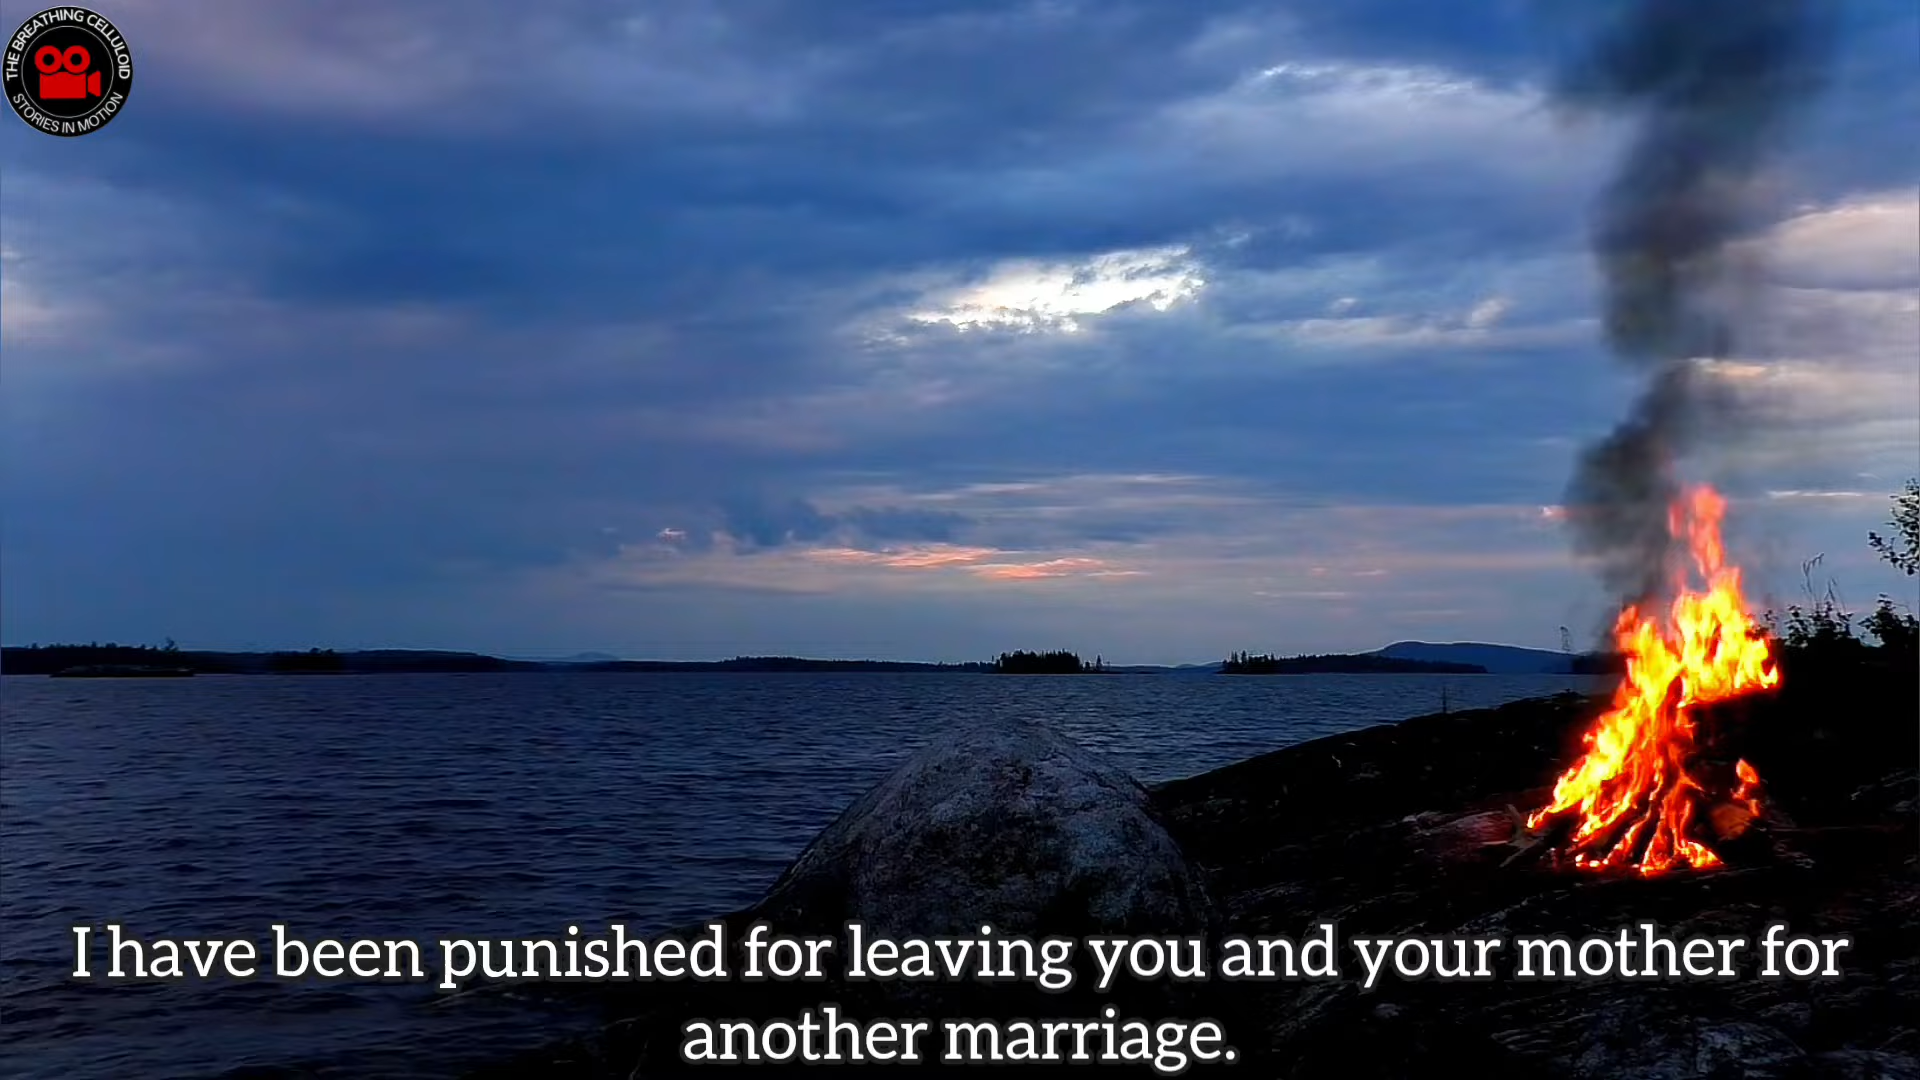 THE BREATHING CELLULOID
STORIES IN MOTION
I have been punished for leaving you and your mother for
another marriage.